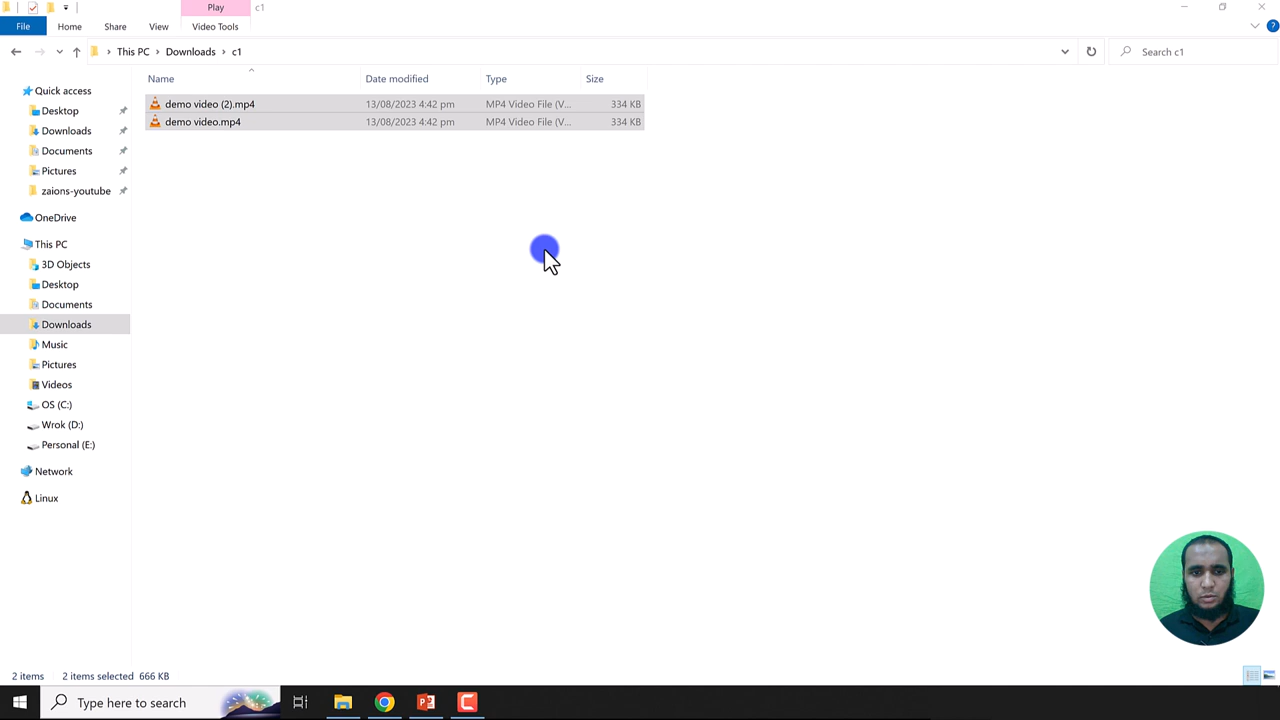 Play
c1
File
Home
Share
View
Video Tools
This PC
Downloads
c1
Search c1
Name
Date modified
Type
Size
demo video (2).mp4
13/08/2023 4:42 pm
MP4 Video File (V...
334 KB
demo video.mp4
13/08/2023 4:42 pm
MP4 Video File (V...
334 KB
Quick access
Desktop
Downloads
Documents
Pictures
zaions-youtube
OneDrive
This PC
3D Objects
Desktop
Documents
Downloads
Music
Pictures
Videos
OS (C:)
Wrok (D:)
Personal (E:)
Network
Linux
2 items
2 items selected 666 KB
Type here to search